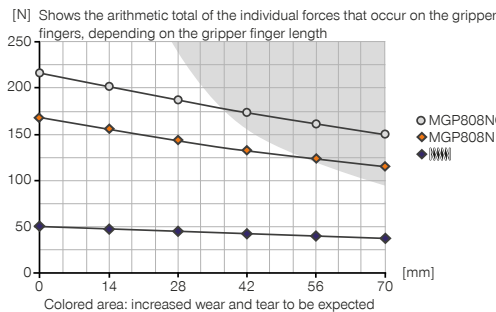 [N] Shows the arithmetic total of the individual forces that occur on the gripper
fingers, depending on the gripper finger length
250
200
150
100
50
0
0 14 28 42 56 70 [mm]
MGP808N
MGP808N
Colored area: increased wear and tear to be expected